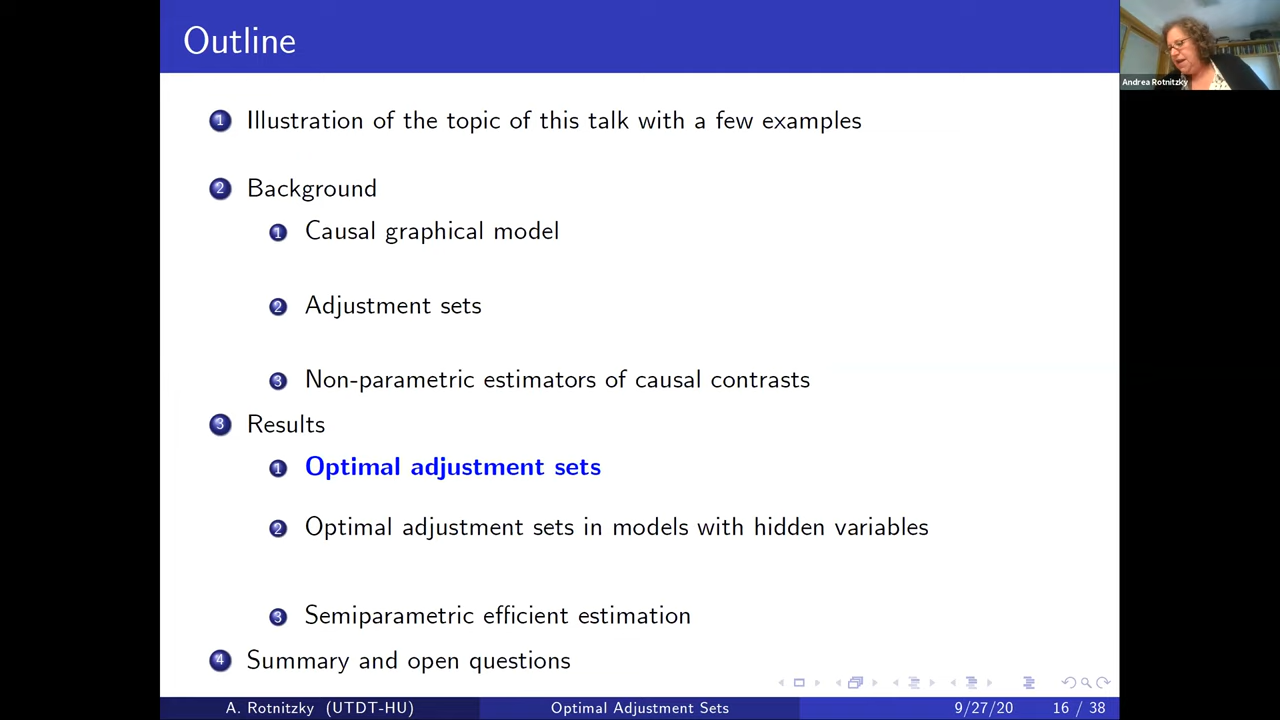 Outline
Andrea Rotnitzky
1 Illustration of the topic of this talk with a few examples
2 Background
1 Causal graphical model
2 Adjustment sets
3 Non-parametric estimators of causal contrasts
3 Results
1 Optimal adjustment sets
2 Optimal adjustment sets in models with hidden variables
3 Semiparametric efficient estimation
4 Summary and open questions
A. Rotnitzky (UTDT-HU) Optimal Adjustment Sets 9/27/20 16 / 38